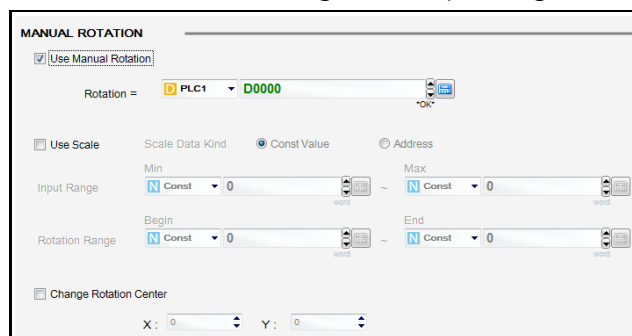 MANUAL ROTATION
Use Manual Rotation
Rotation = D PLC1 D0000
*OK*
Use Scale Scale Data Kind Const Value Address
Min Max
Input Range N Const 0 ~ N Const 0
word word
Begin End
Rotation Range N Const 0 ~ N Const 0
word word
Change Rotation Center
X : 0 Y : 0